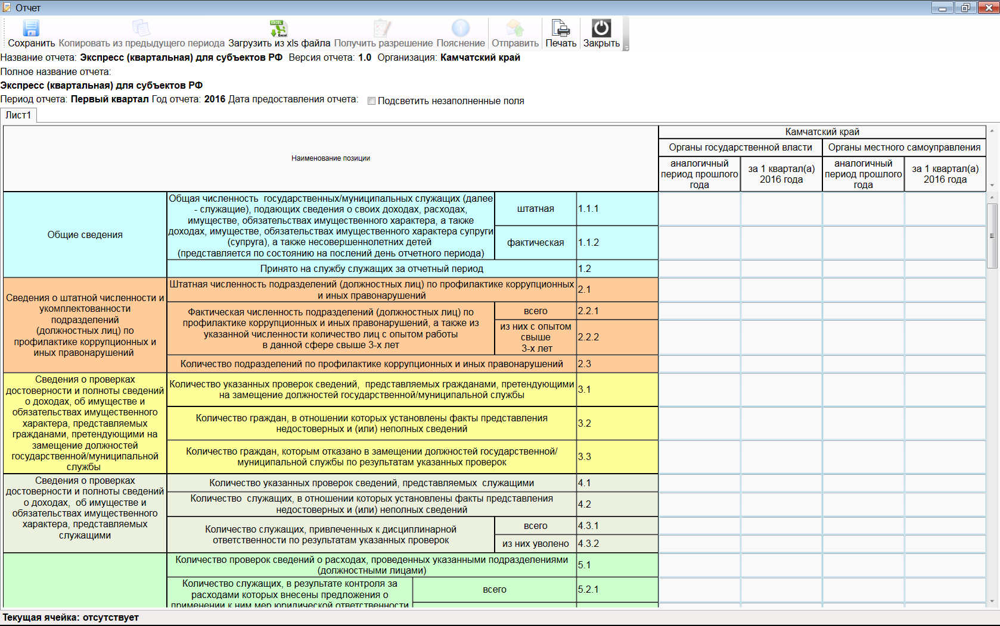 Отчет
Сохранить Копировать из предыдущего периода Загрузить из xls файла Получить разрешение Пояснение Отправить Печать Закрыть
Название отчета: Экспресс (квартальная) для субъектов РФ Версия отчета: 1.0 Организация: Камчатский край
Полное название отчета:
Экспресс (квартальная) для субъектов РФ
Период отчета: Первый квартал Год отчета: 2016 Дата предоставления отчета: Подсветить незаполненные поля
Лист1
Наименование позиции
Камчатский край
Органы государственной власти
Органы местного самоуправления
аналогичный
период прошлого
года
за 1 квартал(а)
2016 года
аналогичный
период прошлого
года
за 1 квартал(а)
2016 года
Общие сведения
Общая численность государственных/муниципальных служащих (далее
- служащие), подающих сведения о своих доходах, расходах,
имуществе, обязательствах имущественного характера, а также
доходах, имуществе, обязательствах имущественного характера супруги
(супруга), а также несовершеннолетних детей
(представляется по состоянию на послений день отчетного периода)
штатная
1.1.1
фактическая
1.1.2
Принято на службу служащих за отчетный период
1.2
Сведения о штатной численности и
укомплектованности
подразделений
(должностных лиц) по
профилактике коррупционных и
иных правонарушений
Штатная численность подразделений (должностных лиц) по профилактике коррупционных
и иных правонарушений
2.1
Фактическая численность подразделений (должностных лиц) по
профилактике коррупционных и иных правонарушений, а также из
указанной численности количество лиц с опытом работы
в данной сфере свыше 3-х лет
всего
2.2.1
из них с опытом
свыше
3-х лет
2.2.2
Количество подразделений по профилактике коррупционных и иных правонарушений
2.3
Сведения о проверках
достоверности и полноты сведений
о доходах, об имуществе и
обязательствах имущественного
характера, представляемых
гражданами, претендующими на
замещение должностей
государственной/муниципальной
службы
Количество указанных проверок сведений, представляемых гражданами, претендующими
на замещение должностей государственной/муниципальной службы
3.1
Количество граждан, в отношении которых установлены факты представления
недостоверных и (или) неполных сведений
3.2
Количество граждан, которым отказано в замещении должностей государственной/
муниципальной службы по результатам указанных проверок
3.3
Сведения о проверках
достоверности и полноты сведений
о доходах, об имуществе и
обязательствах имущественного
характера, представляемых
служащими
Количество указанных проверок сведений, представляемых служащими
4.1
Количество служащих, в отношении которых установлены факты представления
недостоверных и (или) неполных сведений
4.2
Количество служащих, привлеченных к дисциплинарной
ответственности по результатам указанных проверок
всего
4.3.1
из них уволено
4.3.2
Количество проверок сведений о расходах, проведенных указанными подразделениями
(должностными лицами)
5.1
Количество служащих, в результате контроля за
расходами которых внесены предложения о
применении к ним мер юридической ответственности
всего
5.2.1
Текущая ячейка: отсутствует